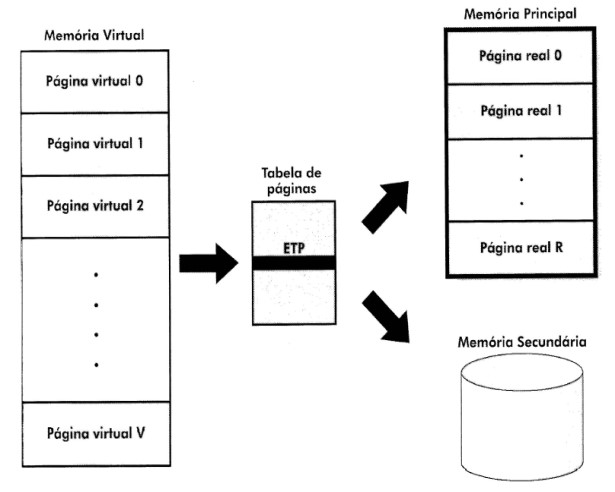 Memória Virtual
Página virtual 0
Página virtual 1
Página virtual 2
Página virtual V
Tabela de
páginas
ETP
Memória Principal
Página real 0
Página real 1
Página real R
Memória Secundária